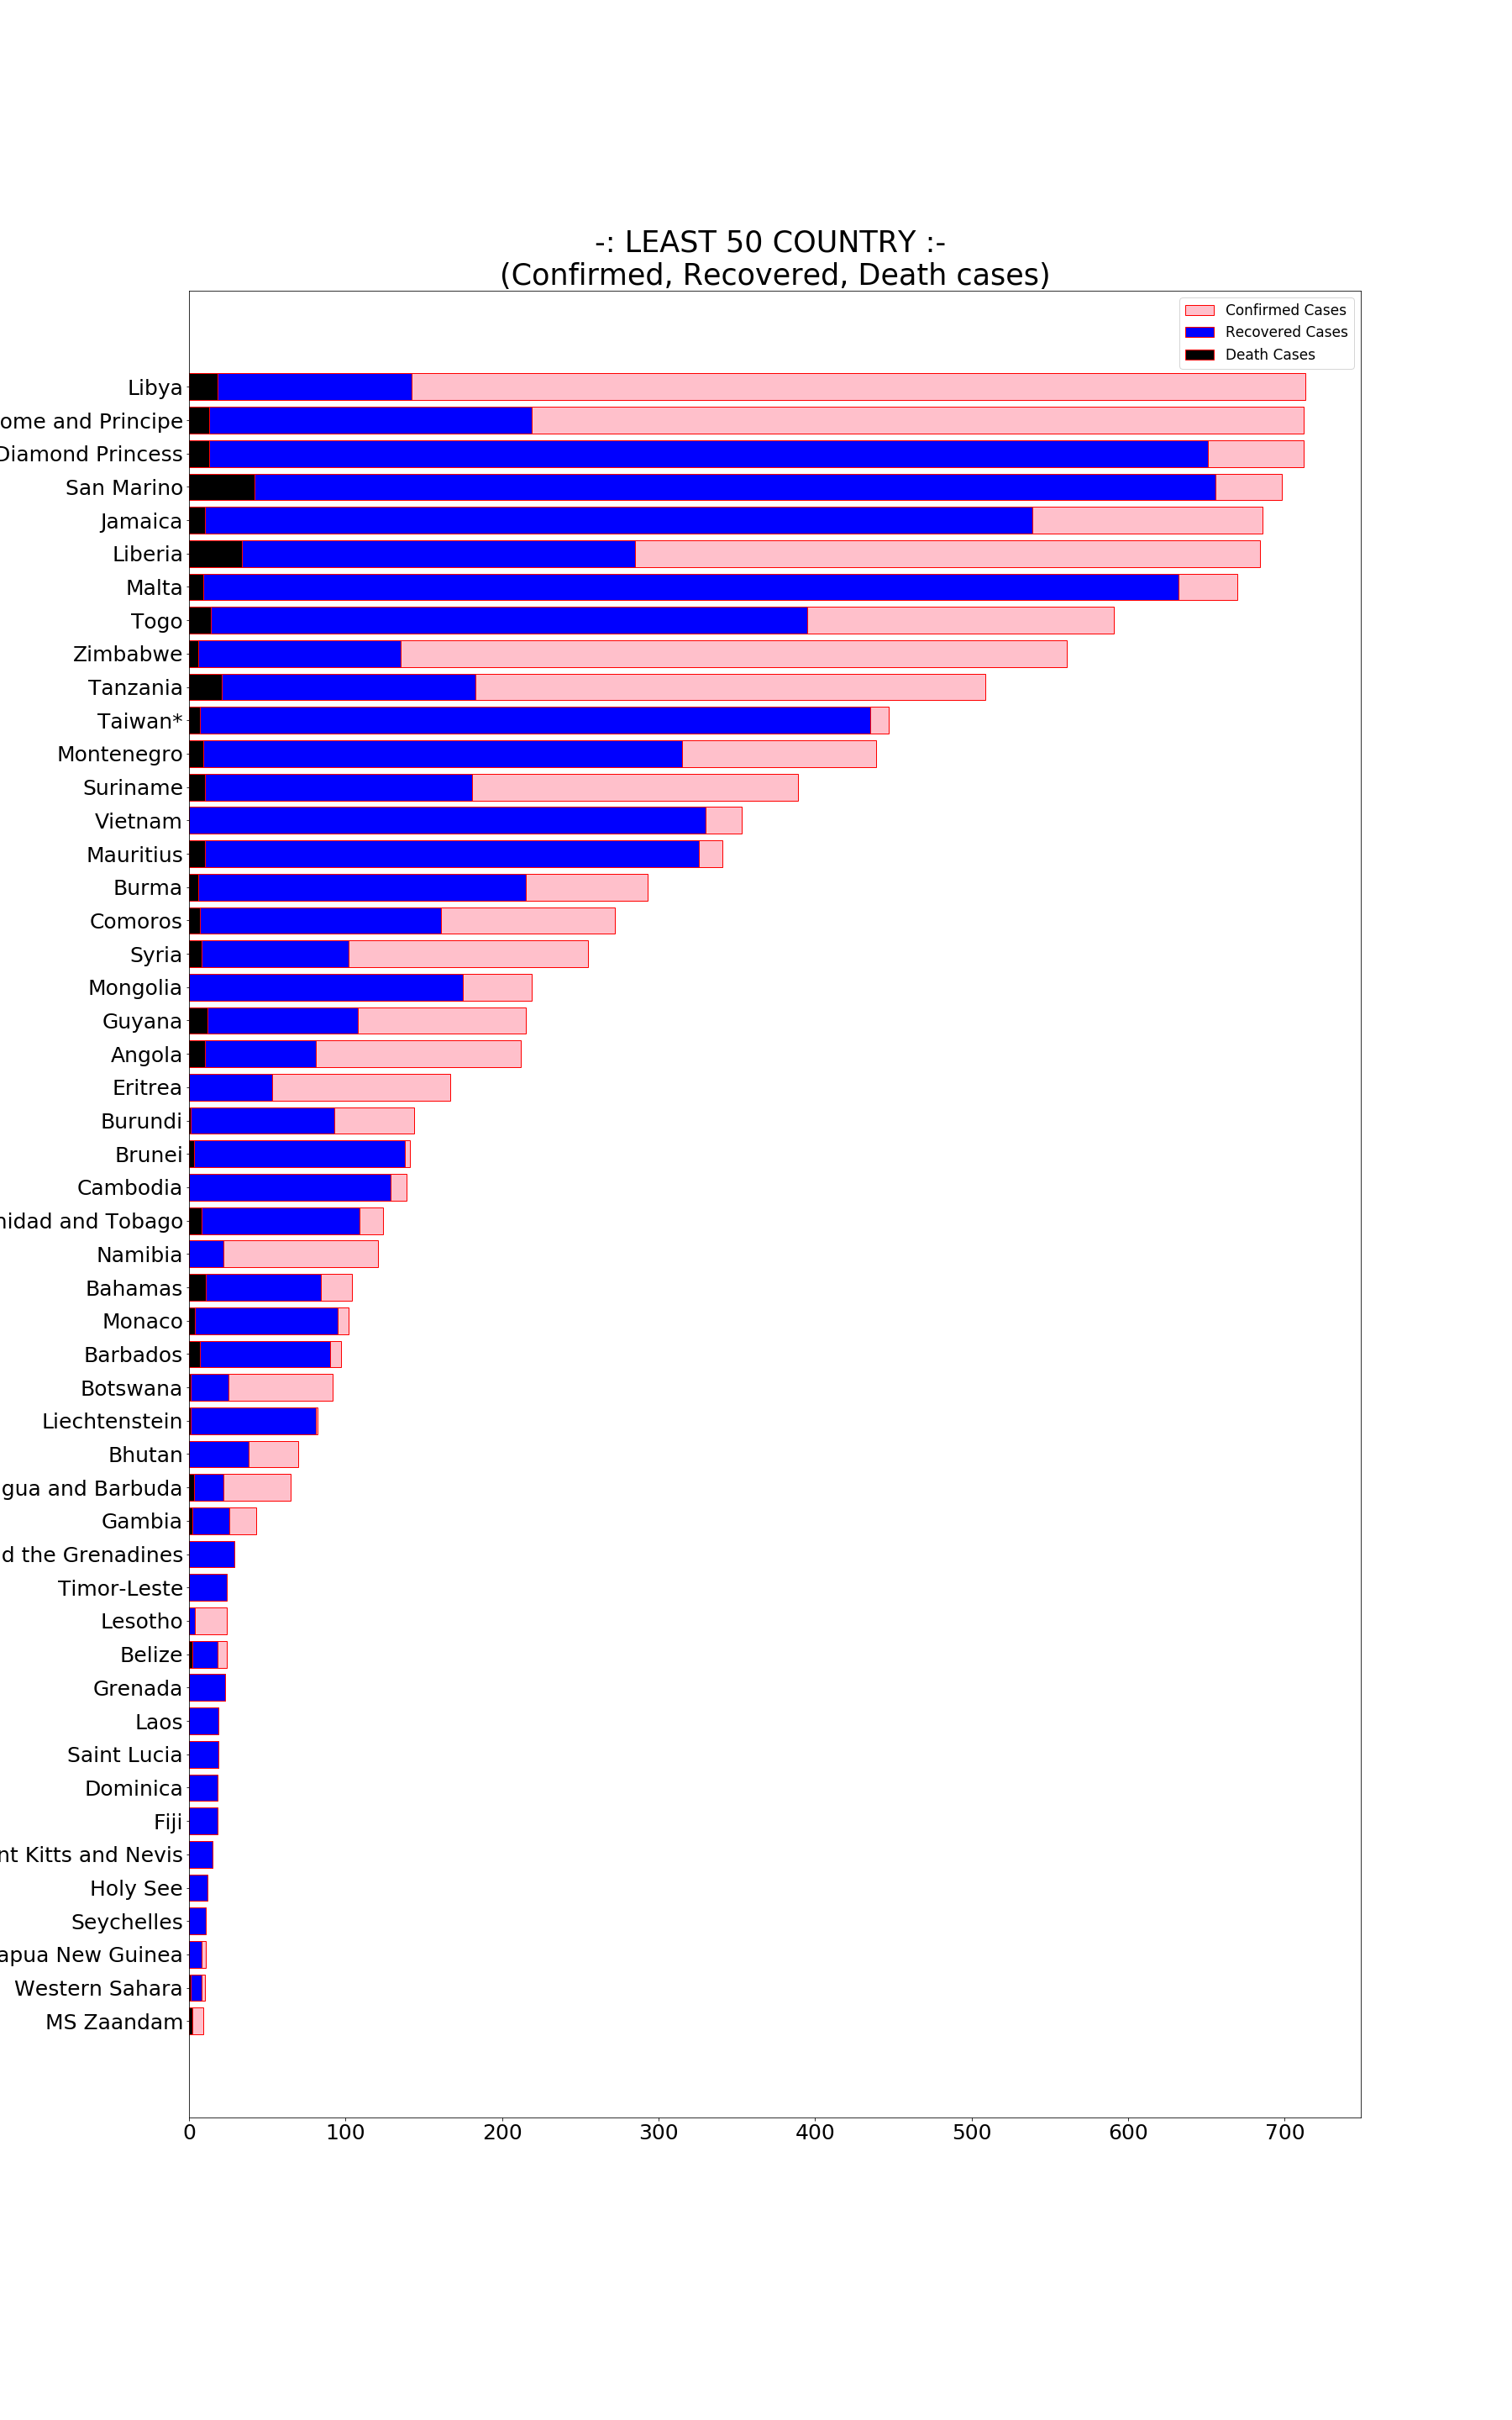 -: LEAST 50 COUNTRY :-
(Confirmed, Recovered, Death cases)
Confirmed Cases
Recovered Cases
Death Cases
Libya
ome and Principe
Diamond Princess
San Marino
Jamaica
Liberia
Malta
Togo
Zimbabwe
Tanzania
Taiwan*
Montenegro
Suriname
Vietnam
Mauritius
Burma
Comoros
Syria
Mongolia
Guyana
Angola
Eritrea
Burundi
Brunei
Cambodia
nidad and Tobago
Namibia
Bahamas
Monaco
Barbados
Botswana
Liechtenstein
Bhutan
gua and Barbuda
Gambia
d the Grenadines
Timor-Leste
Lesotho
Belize
Grenada
Laos
Saint Lucia
Dominica
Fiji
nt Kitts and Nevis
Holy See
Seychelles
apua New Guinea
Western Sahara
MS Zaandam
0 100 200 300 400 500 600 700